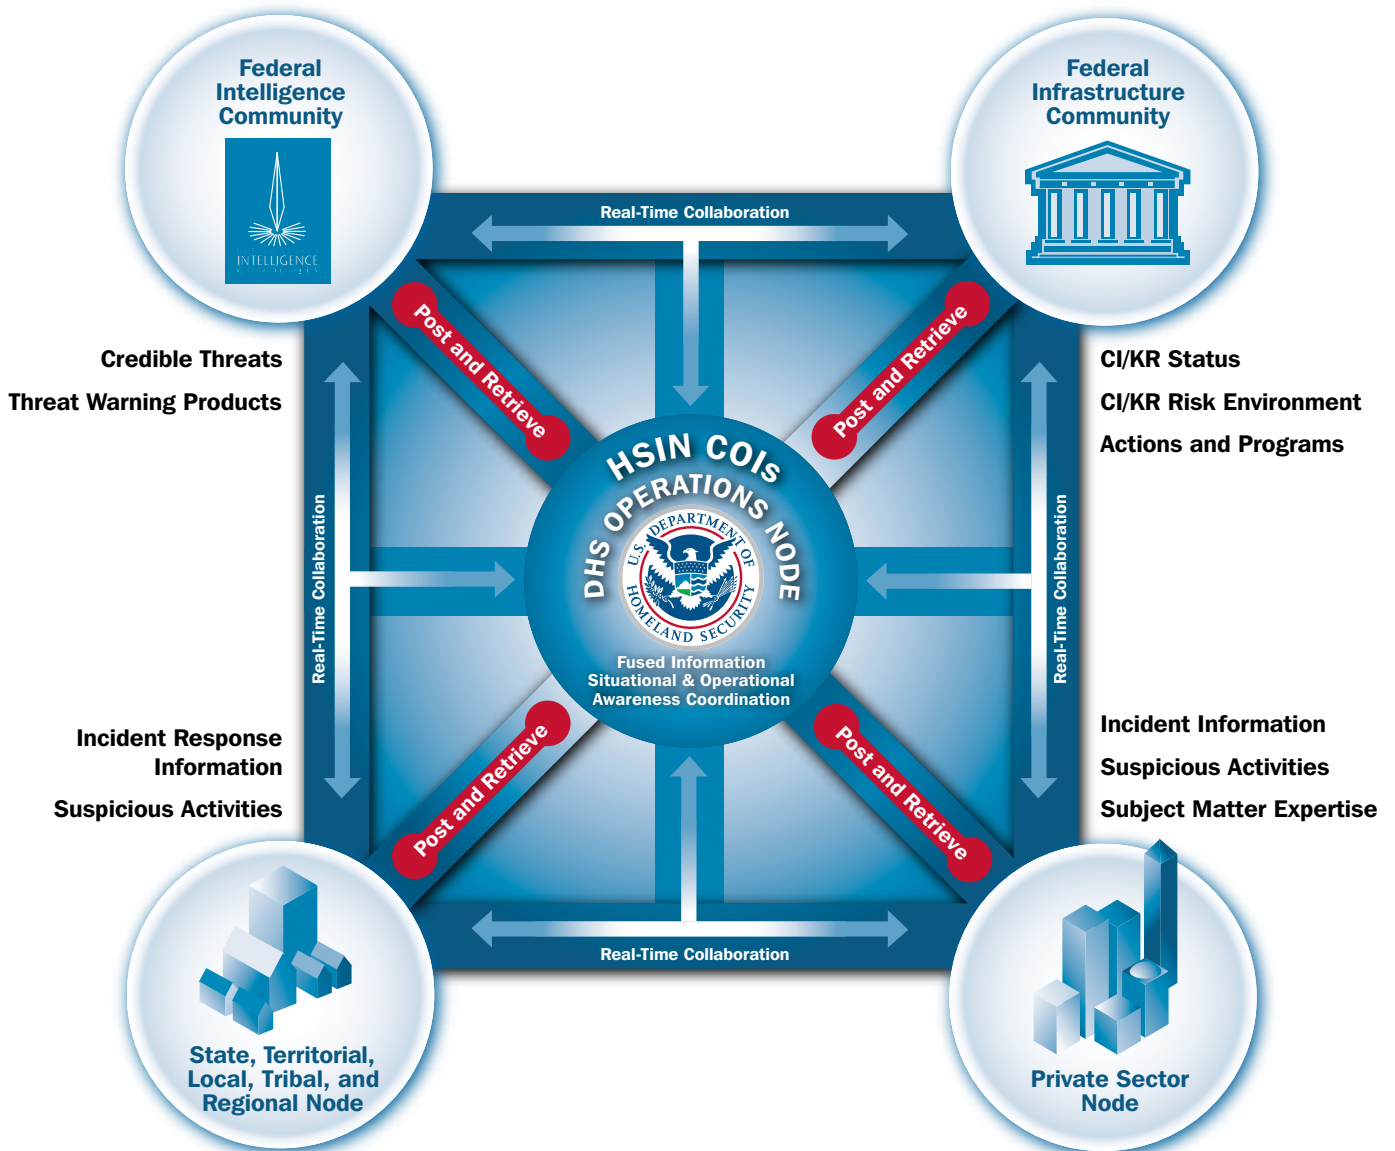 Federal
Intelligence
Community
INTELLIGENCE
Federal
Infrastructure
Community
Real-Time Collaboration
Post and Retrieve
Post and Retrieve
Credible Threats
Threat Warning Products
CI/KR Status
CI/KR Risk Environment
Actions and Programs
HSIN COIs
DHS OPERATIONS NODE
U.S. DEPARTMENT OF
HOMELAND SECURITY
Fused Information
Situational & Operational
Awareness Coordination
Real-Time Collaboration
Real-Time Collaboration
Incident Response
Information
Suspicious Activities
Incident Information
Suspicious Activities
Subject Matter Expertise
Post and Retrieve
Post and Retrieve
Real-Time Collaboration
State, Territorial,
Local, Tribal, and
Regional Node
Private Sector
Node